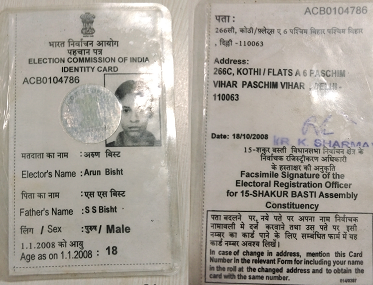 भारत निर्वाचन आयोग
पहचान पत्र
ELECTION COMMISSION OF INDIA
IDENTITY CARD
ACB0104786
मतदाता का नाम : अरुण बिस्ट
Elector's Name : Arun Bisht
पिता का नाम : एस एस बिस्ट
Father's Name : S S Bisht
लिंग / Sex : पुरुष / Male
1.1.2008 को आयु
Age as on 1.1.2008 : 18
ACB0104786
पता :
266सी, कोठी/फ्लेट्स ए 6 पश्चिम विहार पश्चिम विहार
, दिल्ली -110063
Address:
266C, KOTHI / FLATS A 6 PASCHIM
VIHAR PASCHIM VIHAR , DELHI-
110063
Date: 18/10/2008
R K SHARMA
15-शकूर बस्ती विधानसभा निर्वाचन क्षेत्र के
निर्वाचक रजिस्ट्रीकरण अधिकारी
के हस्ताक्षर की अनुकृति
Facsimile Signature of the
Electoral Registration Officer
for 15-SHAKUR BASTI Assembly
Constituency
पता बदलने पर, नये पते पर अपना नाम निर्वाचक
नामावली में दर्ज करवाने तथा उस पते पर इसी
नम्बर का कार्ड पाने के लिए सम्बधित फार्म में यह
कार्ड नम्बर अवश्य लिखें।
In case of change in address, mention this Card
Number in the relevant Form for including your name
in the roll at the changed address and to obtain the
card with same number.